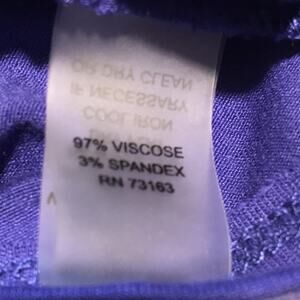 OR DRY CLEAN
IF NECESSARY
COOL IRON
97% VISCOSE
3% SPANDEX
RN 73163